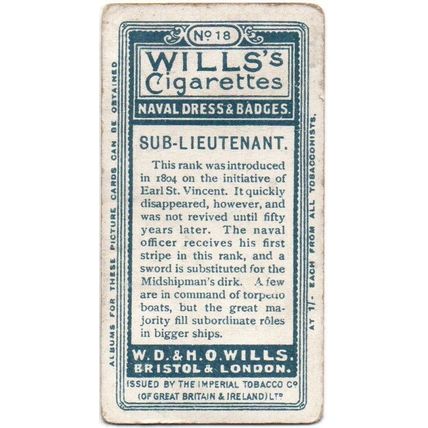 No 18
WILLS's
Cigarettes
NAVAL DRESS & BADGES.
SUB-LIEUTENANT.
This rank was introduced
in 1804 on the initiative of
Earl St. Vincent. It quickly
disappeared, however, and
was not revived until fifty
years later. The naval
officer receives his first
stripe in this rank, and a
sword is substituted for the
Midshipman's dirk. A few
are in command of torpedo
boats, but the great ma-
jority fill subordinate rôles
in bigger ships.
W. D. & H. O. WILLS.
BRISTOL & LONDON.
ISSUED BY THE IMPERIAL TOBACCO Co
(OF GREAT BRITAIN & IRELAND) LTD
ALBUMS FOR THESE PICTURE CARDS CAN BE OBTAINED
AT 1/- EACH FROM ALL TOBACCONISTS.